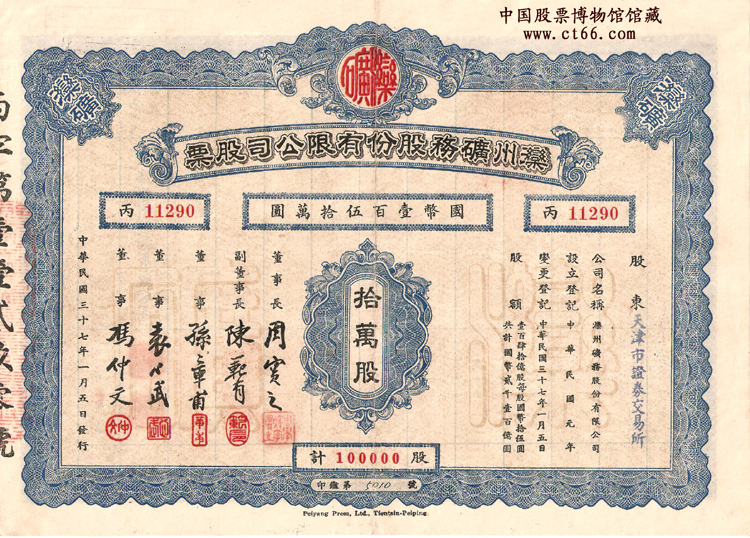 中国股票博物馆馆藏
www.ct66.com
灤礦
灤礦
灤礦
灤州礦務股份有限公司股票
丙 11290
國幣壹百伍拾萬圓
丙 11290
股東 天津市證券交易所
公司名稱 灤州礦務股份有限公司
設立登記 中華民國元年
變更登記 中華民國三十七年一月五日
股額 壹百肆拾億股每股國幣拾伍圓
共計國幣貳千壹百億圓
拾萬股
董事長 周實之
副董事長
董事 孫章甫
董事 袁
董事 馮仲文
中華民國三十七年一月五日發行
計 100000 股
印鑑第 5010 號
Peiyang Press, Ltd., Tientsin-Peiping